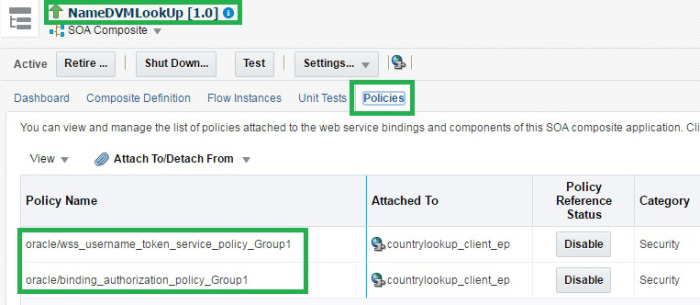 NameDVMLookUp [1.0]
SOA Composite
Active Retire ... Shut Down... Test Settings...
Dashboard Composite Definition Flow Instances Unit Tests Policies
You can view and manage the list of policies attached to the web service bindings and components of this SOA composite application. Cli
View Attach To/Detach From
Policy Name Attached To Policy Reference Status Category
oracle/wss_username_token_service_policy_Group1 countrylookup_client_ep Disable Security
oracle/binding_authorization_policy_Group1 countrylookup_client_ep Disable Security